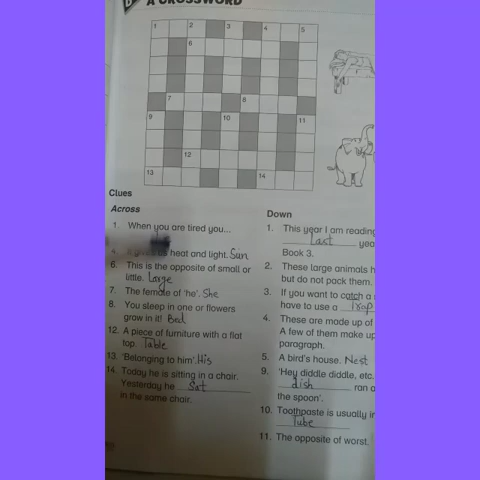 A CROSSWORD
1 2 3 4 5
6
7 8
9 10 11
12
13 14
Clues
Across
1. When you are tired you...
heat and light. Sun
6. This is the opposite of small or
little. Large
7. The female of 'he'. She
8. You sleep in one or flowers
grow in it! Bed
12. A piece of furniture with a flat
top. Table
13. 'Belonging to him'. His
14. Today he is sitting in a chair.
Yesterday he Sat
in the same chair.
Down
1. This year I am reading
Last yea
Book 3.
2. These large animals h
but do not pack them.
3. If you want to catch a
have to use a Trap
4. These are made up of
A few of them make up
paragraph.
5. A bird's house. Nest
9. 'Hey diddle diddle, etc.
dish ran a
the spoon'.
10. Toothpaste is usually in
Tube
11. The opposite of worst.